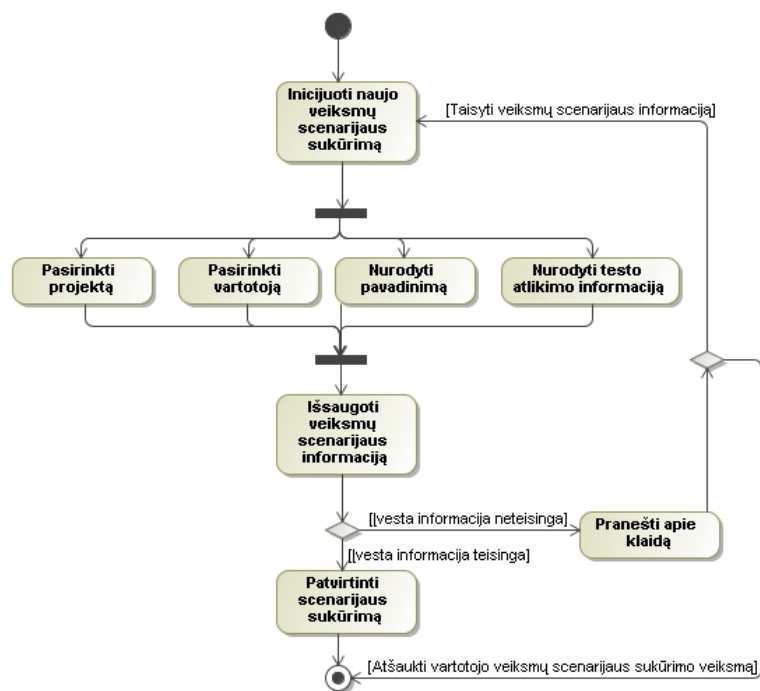 Inicijuoti naujo
veiksmų
scenarijaus
sukūrimą
[Taisyti veiksmų scenarijaus informaciją]
Pasirinkti
projektą
Pasirinkti
vartotoją
Nurodyti
pavadinimą
Nurodyti testo
atlikimo informaciją
Išsaugoti
veiksmų
scenarijaus
informaciją
[Įvesta informacija neteisinga]
Pranešti apie
klaidą
[Įvesta informacija teisinga]
Patvirtinti
scenarijaus
sukūrimą
[Atšaukti vartotojo veiksmų scenarijaus sukūrimo veiksmą]